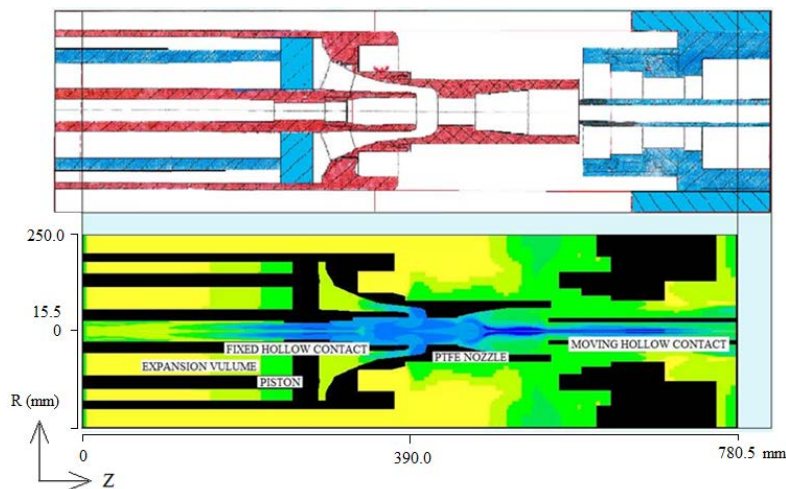 250.0
15.5
0
FIXED HOLLOW CONTACT
PTFE NOZZLE
MOVING HOLLOW CONTACT
EXPANSION VULUME
PISTON
R (mm)
0
390.0
780.5 mm
Z